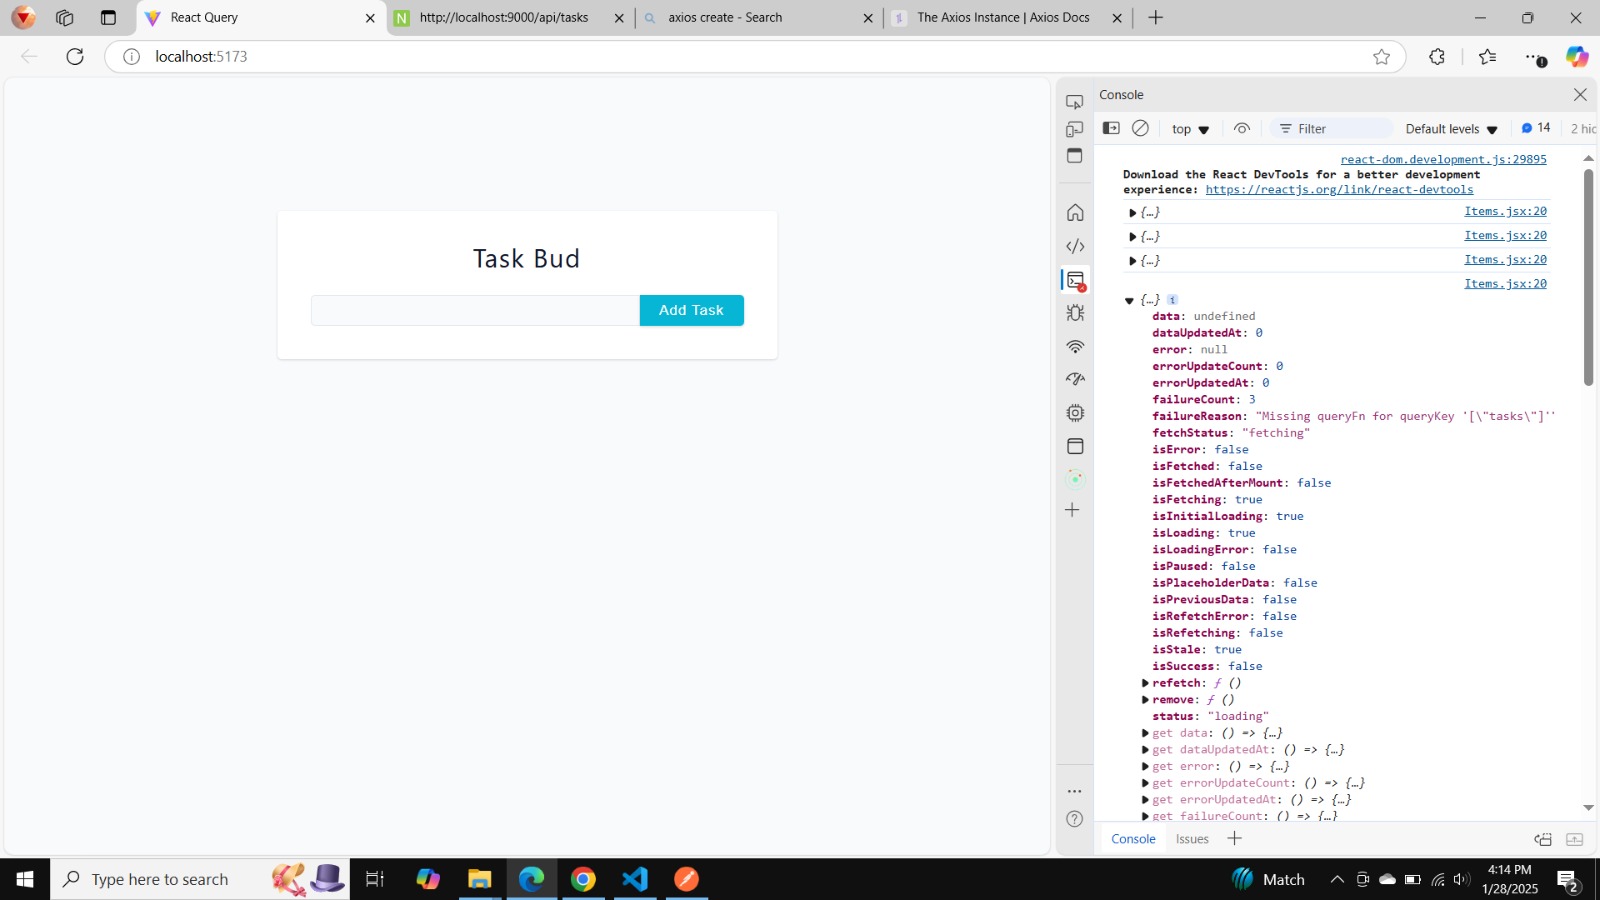 React Query
http://localhost:9000/api/tasks
axios create - Search
The Axios Instance | Axios Docs
localhost:5173
Console
top
Filter
Default levels
14
2 hic
react-dom.development.js:29895
Download the React DevTools for a better development
experience: https://reactjs.org/link/react-devtools
{…} Items.jsx:20
{…} Items.jsx:20
{…} Items.jsx:20
Items.jsx:20
{…} i
data: undefined
dataUpdatedAt: 0
error: null
errorUpdateCount: 0
errorUpdatedAt: 0
failureCount: 3
failureReason: "Missing queryFn for queryKey '[\"tasks\"]'"
fetchStatus: "fetching"
isError: false
isFetched: false
isFetchedAfterMount: false
isFetching: true
isInitialLoading: true
isLoading: true
isLoadingError: false
isPaused: false
isPlaceholderData: false
isPreviousData: false
isRefetchError: false
isRefetching: false
isStale: true
isSuccess: false
refetch: ƒ ()
remove: ƒ ()
status: "loading"
get data: () => {…}
get dataUpdatedAt: () => {…}
get error: () => {…}
get errorUpdateCount: () => {…}
get errorUpdatedAt: () => {…}
get failureCount: () => {…}
Console
Issues
Task Bud
Add Task
Type here to search
Match
4:14 PM
1/28/2025
2